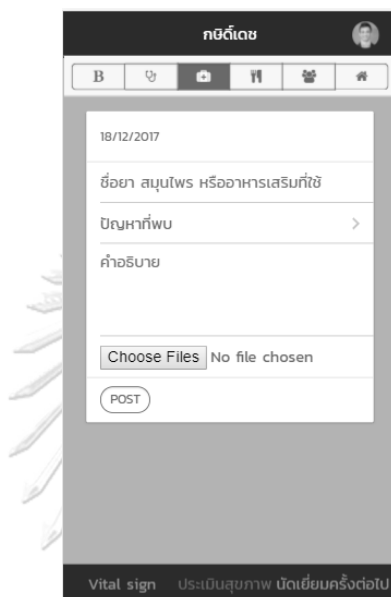 กษิดิ์เดช
B
18/12/2017
ชื่อยา สมุนไพร หรืออาหารเสริมที่ใช้
ปัญหาที่พบ
คำอธิบาย
Choose Files No file chosen
POST
Vital sign ประเมินสุขภาพ นัดเยี่ยมครั้งต่อไป